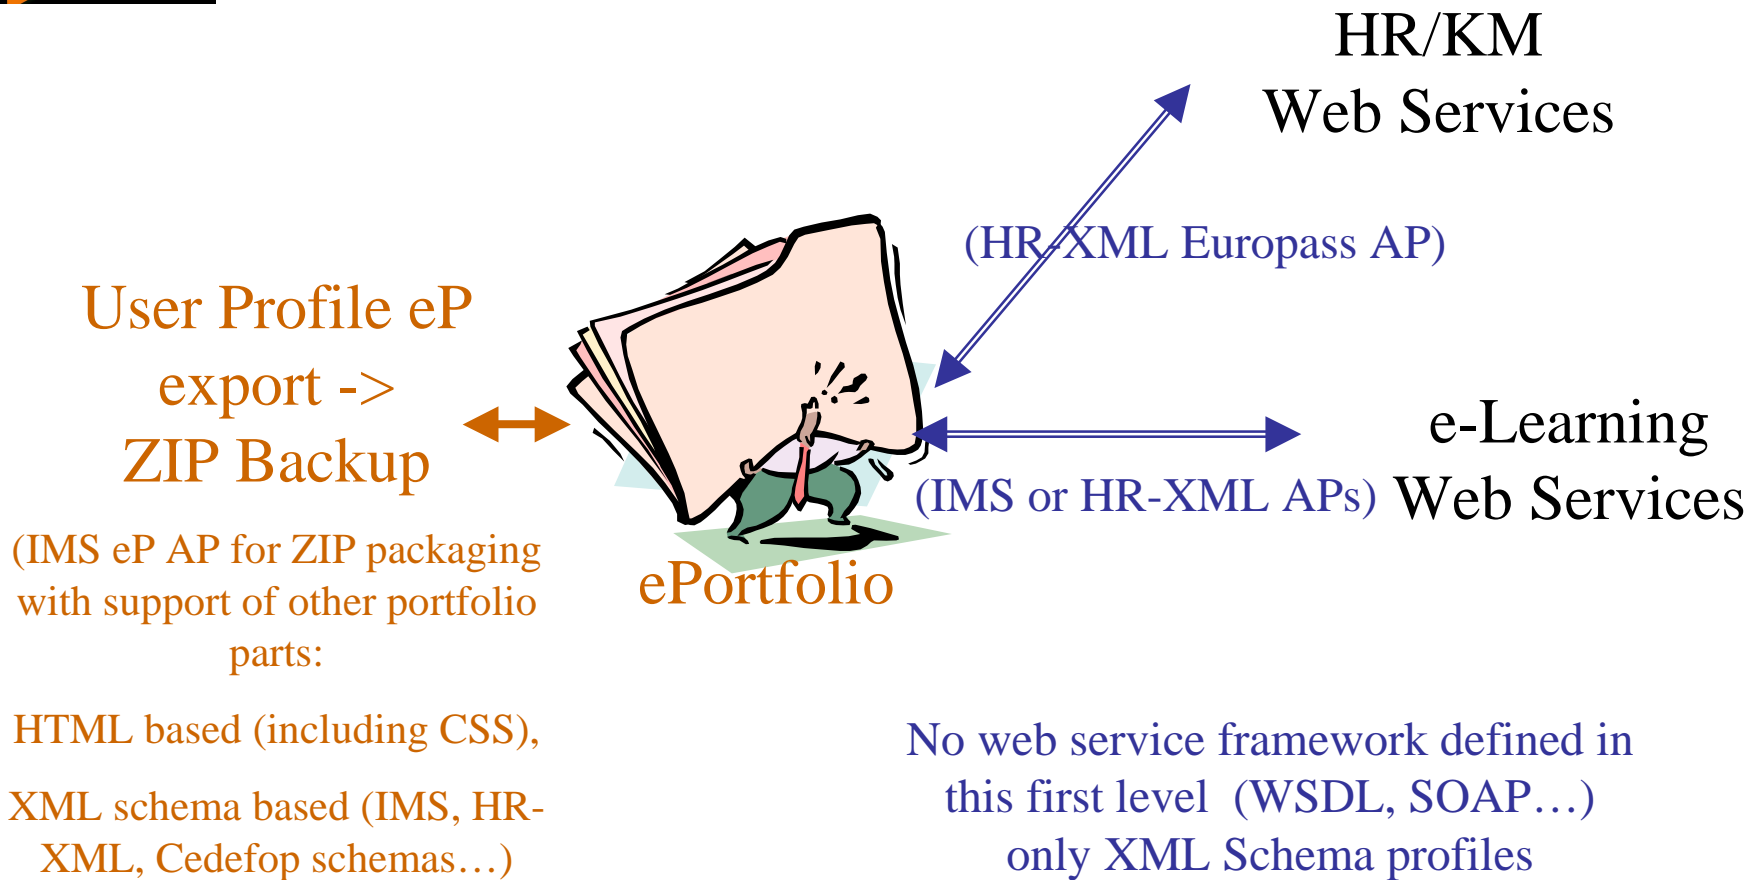 HR/KM
Web Services
(HR-XML Europass AP)
User Profile eP
export ->
ZIP Backup
e-Learning
Web Services
(IMS or HR-XML APs)
(IMS eP AP for ZIP packaging
with support of other portfolio
parts:
ePortfolio
HTML based (including CSS),
XML schema based (IMS, HR-
XML, Cedefop schemas…)
No web service framework defined in
this first level (WSDL, SOAP…)
only XML Schema profiles